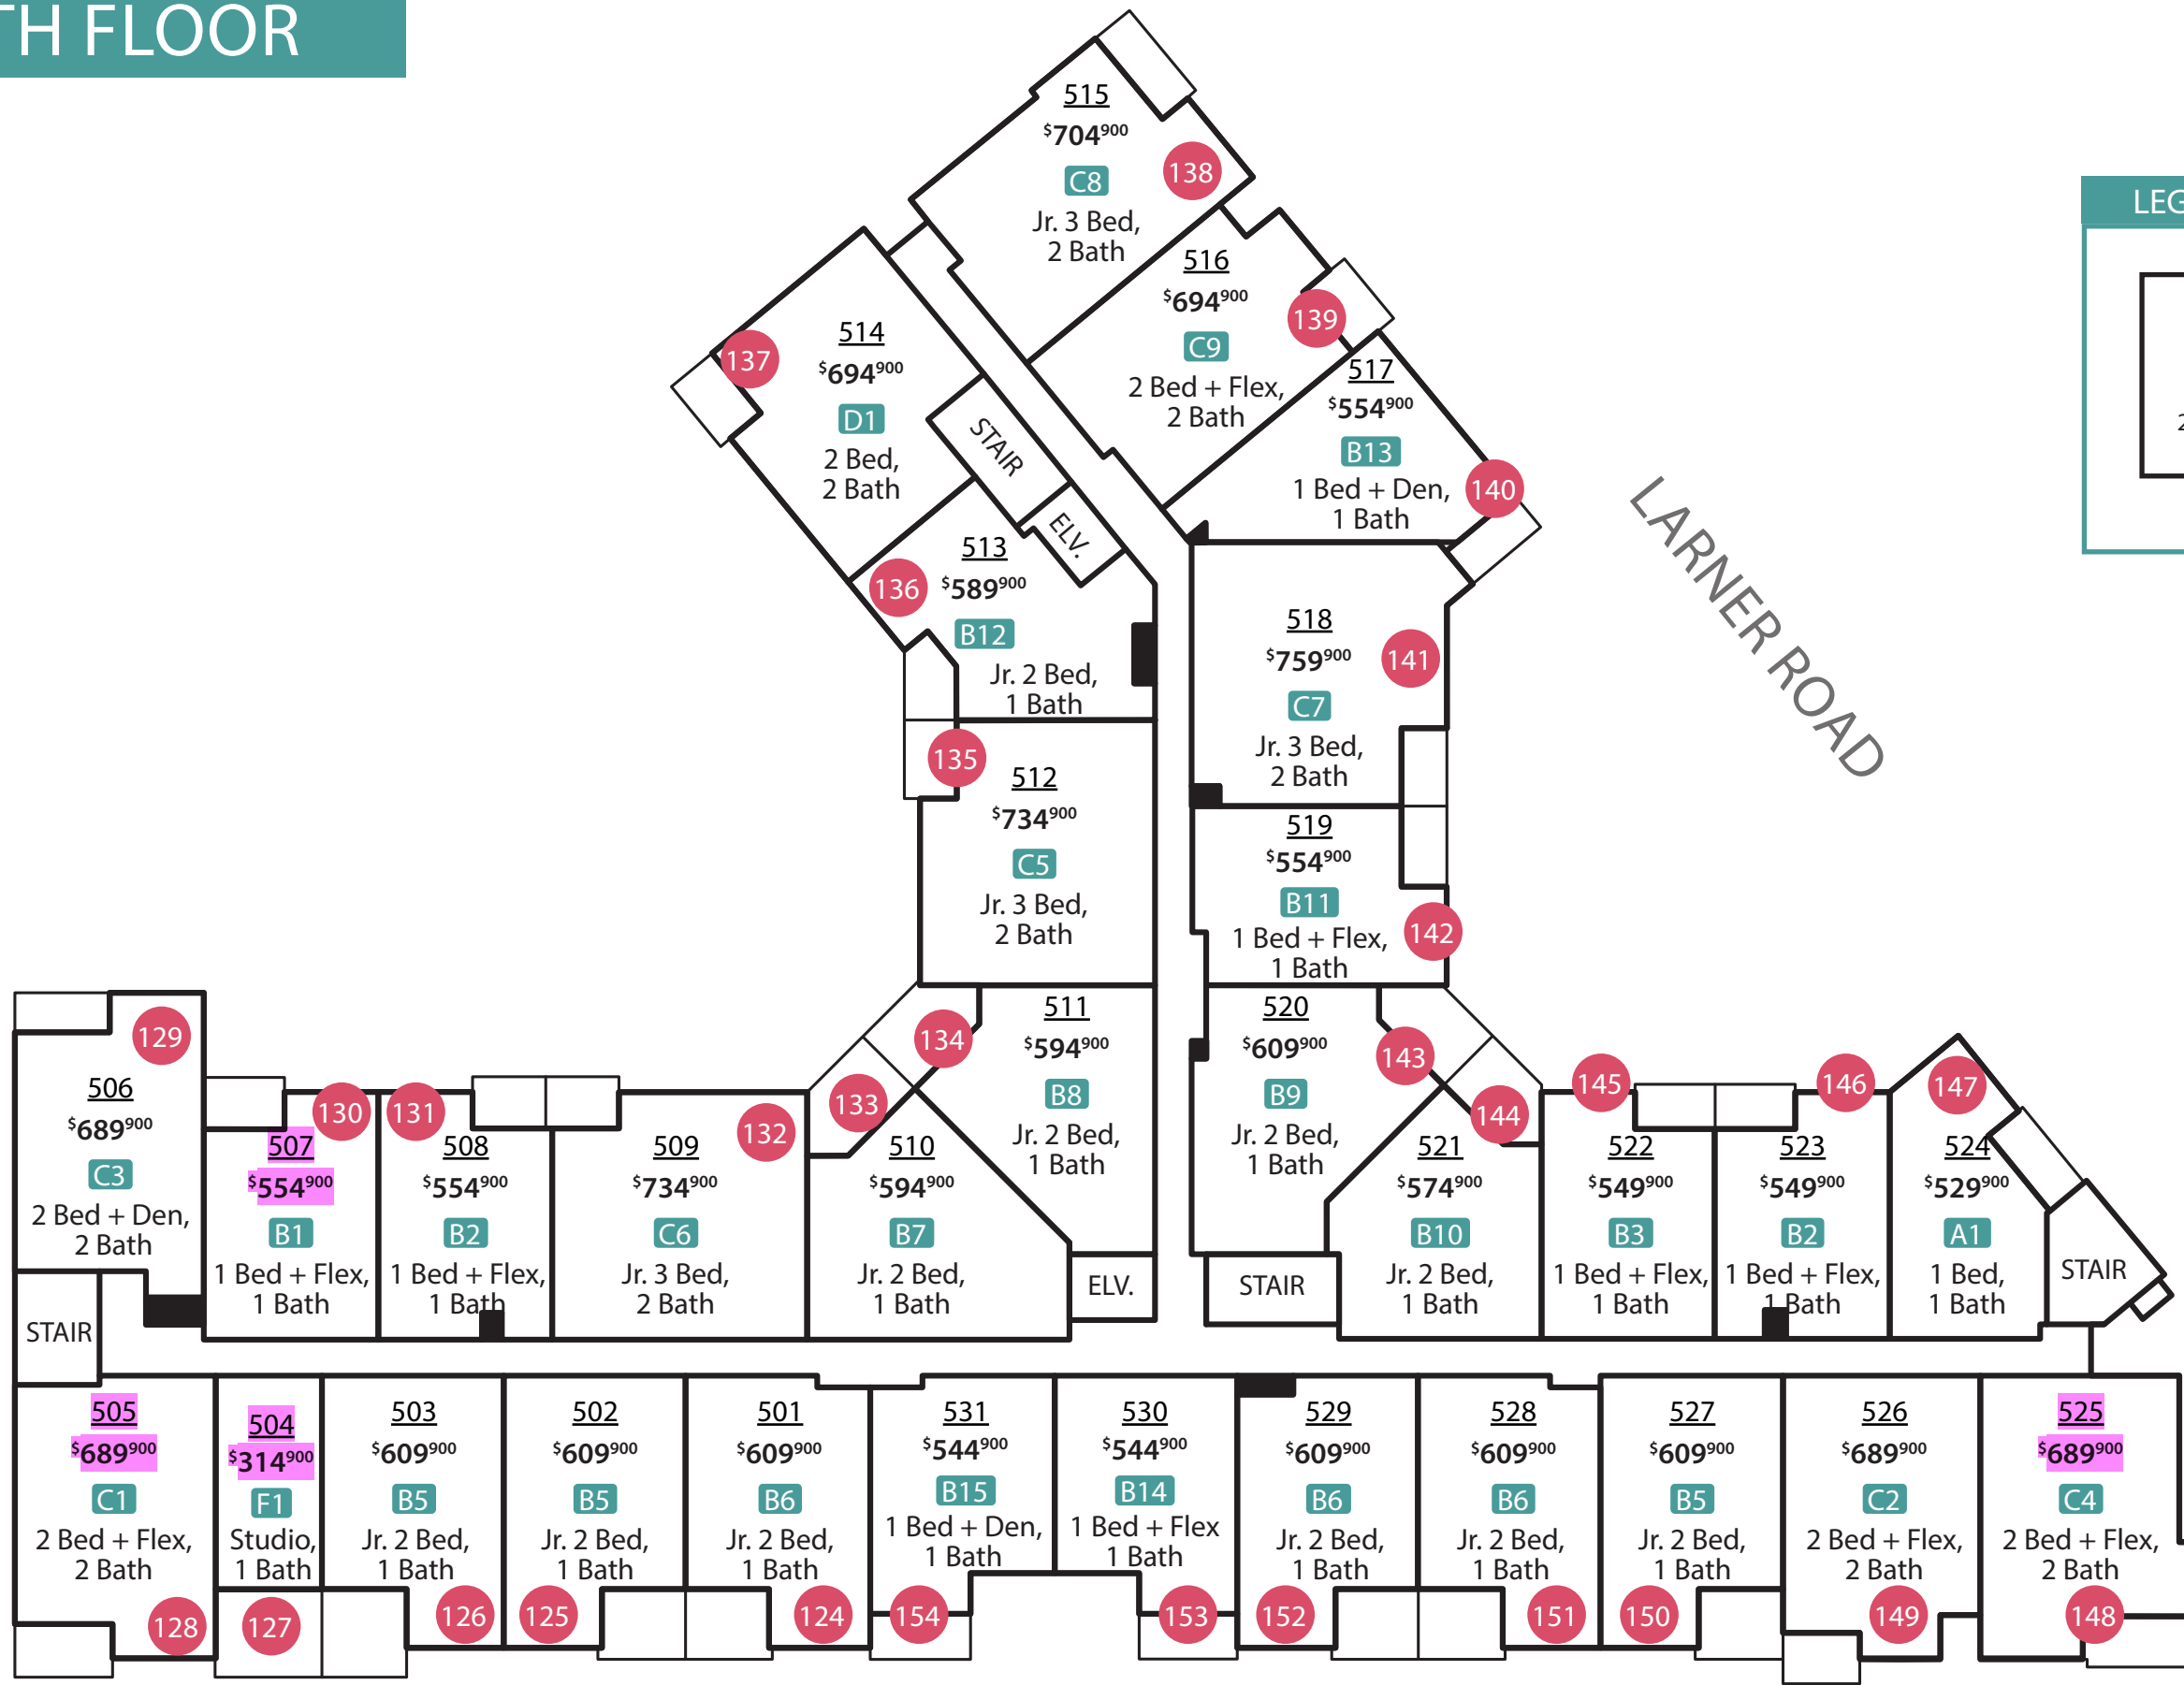 TH FLOOR
515
$704900
C8
138
Jr. 3 Bed,
2 Bath
516
$694900
C9
139
2 Bed + Flex,
2 Bath
514
$694900
D1
137
2 Bed,
2 Bath
STAIR
ELV.
517
$554900
B13
140
1 Bed + Den,
1 Bath
LARNER ROAD
LEG
2
513
$589900
B12
136
Jr. 2 Bed,
1 Bath
518
$759900
C7
141
Jr. 3 Bed,
2 Bath
135
512
$734900
C5
Jr. 3 Bed,
2 Bath
519
$554900
B11
142
1 Bed + Flex,
1 Bath
129
506
$689900
C3
2 Bed + Den,
2 Bath
STAIR
130
507
$554900
B1
1 Bed + Flex,
1 Bath
131
508
$554900
B2
1 Bed + Flex,
1 Bath
132
509
$734900
C6
Jr. 3 Bed,
2 Bath
133
510
$594900
B7
Jr. 2 Bed,
1 Bath
134
511
$594900
B8
Jr. 2 Bed,
1 Bath
ELV.
520
$609900
143
B9
Jr. 2 Bed,
1 Bath
STAIR
144
521
$574900
B10
Jr. 2 Bed,
1 Bath
145
522
$549900
B3
1 Bed + Flex,
1 Bath
146
523
$549900
B2
1 Bed + Flex,
1 Bath
147
524
$529900
A1
1 Bed,
1 Bath
STAIR
505
$689900
C1
2 Bed + Flex,
2 Bath
128
504
$314900
F1
Studio,
1 Bath
127
503
$609900
B5
Jr. 2 Bed,
1 Bath
126
502
$609900
B5
Jr. 2 Bed,
1 Bath
125
501
$609900
B6
Jr. 2 Bed,
1 Bath
124
531
$544900
B15
1 Bed + Den,
1 Bath
154
530
$544900
B14
1 Bed + Flex
1 Bath
153
529
$609900
B6
Jr. 2 Bed,
1 Bath
152
528
$609900
B6
Jr. 2 Bed,
1 Bath
151
527
$609900
B5
Jr. 2 Bed,
1 Bath
150
526
$689900
C2
2 Bed + Flex,
2 Bath
149
525
$689900
C4
2 Bed + Flex,
2 Bath
148